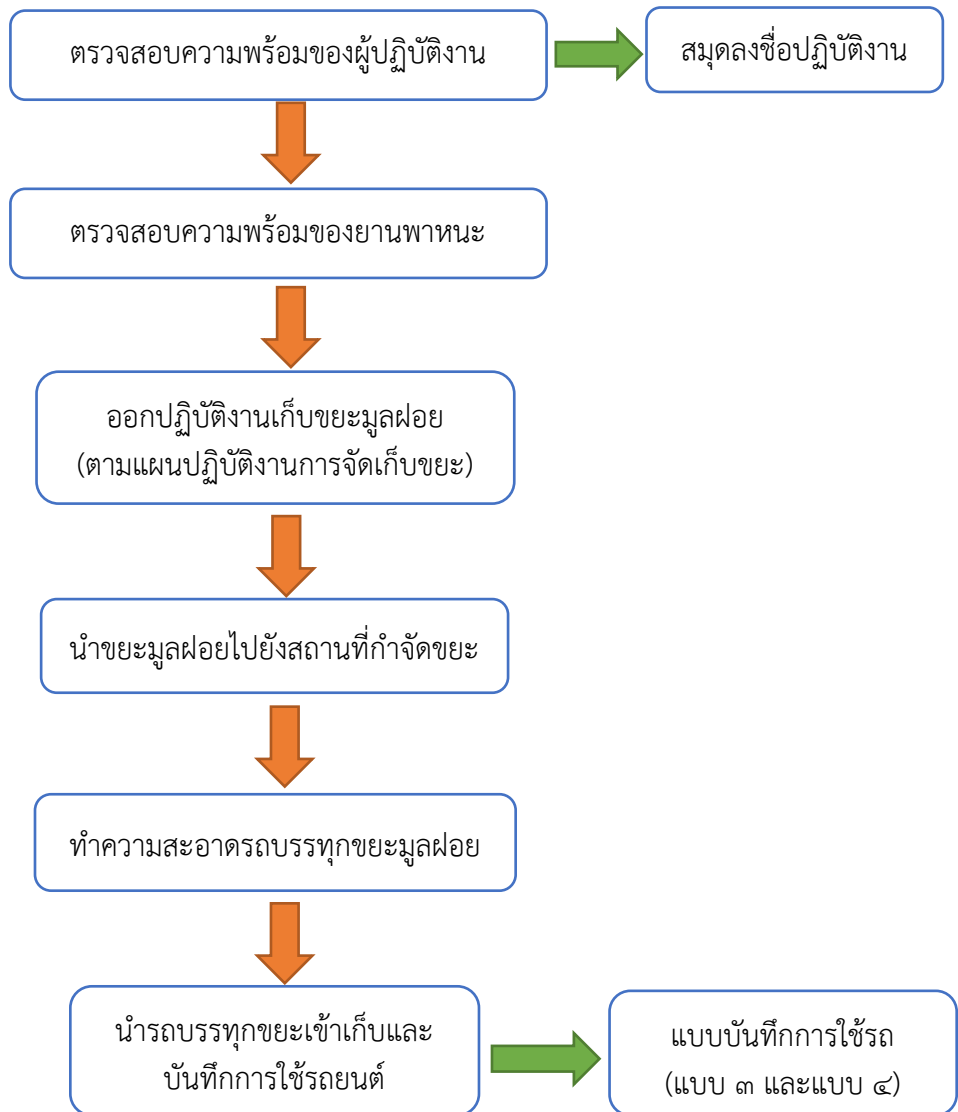 ตรวจสอบความพร้อมของผู้ปฏิบัติงาน
สมุดลงชื่อปฏิบัติงาน
ตรวจสอบความพร้อมของยานพาหนะ
ออกปฏิบัติงานเก็บขยะมูลฝอย
(ตามแผนปฏิบัติงานการจัดเก็บขยะ)
นำขยะมูลฝอยไปยังสถานที่กำจัดขยะ
ทำความสะอาดรถบรรทุกขยะมูลฝอย
นำรถบรรทุกขยะเข้าเก็บและ
บันทึกการใช้รถยนต์
แบบบันทึกการใช้รถ
(แบบ ๓ และแบบ ๔)